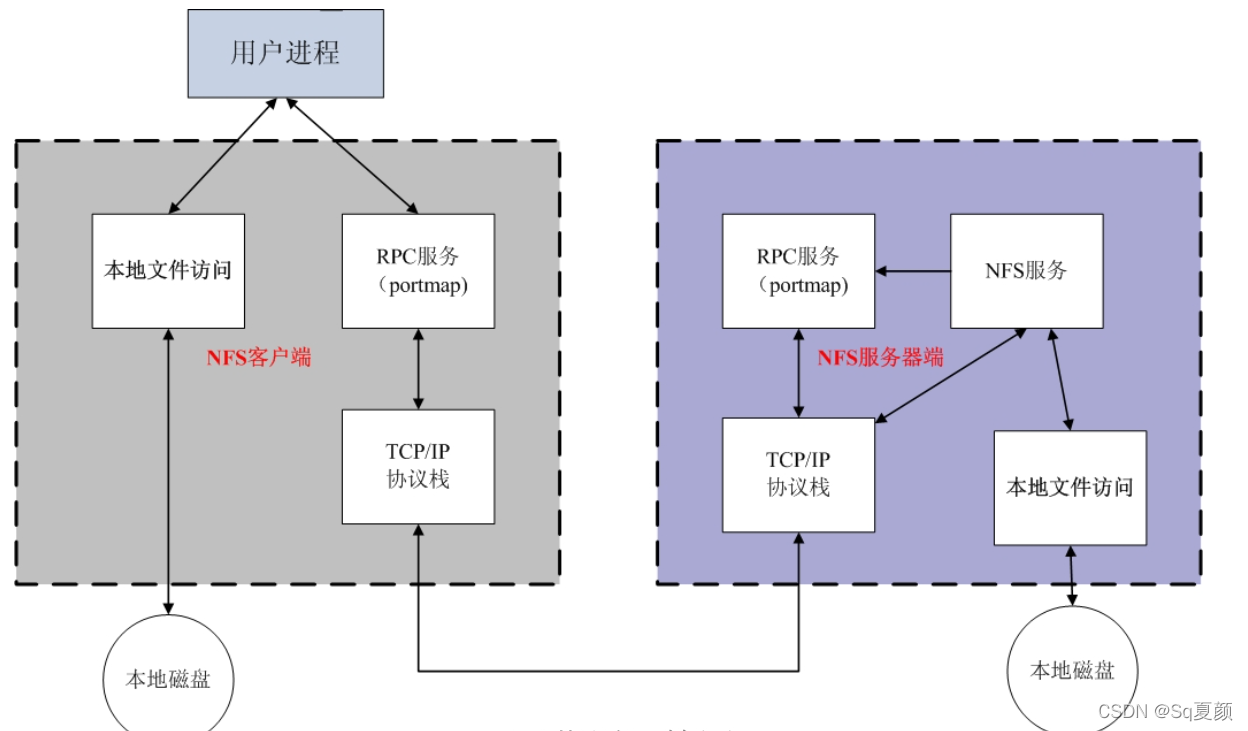 用户进程
本地文件访问
RPC服务
（portmap)
NFS客户端
TCP/IP
协议栈
本地磁盘
RPC服务
（portmap)
NFS服务
NFS服务器端
TCP/IP
协议栈
本地文件访问
本地磁盘
CSDN @Sq夏颜